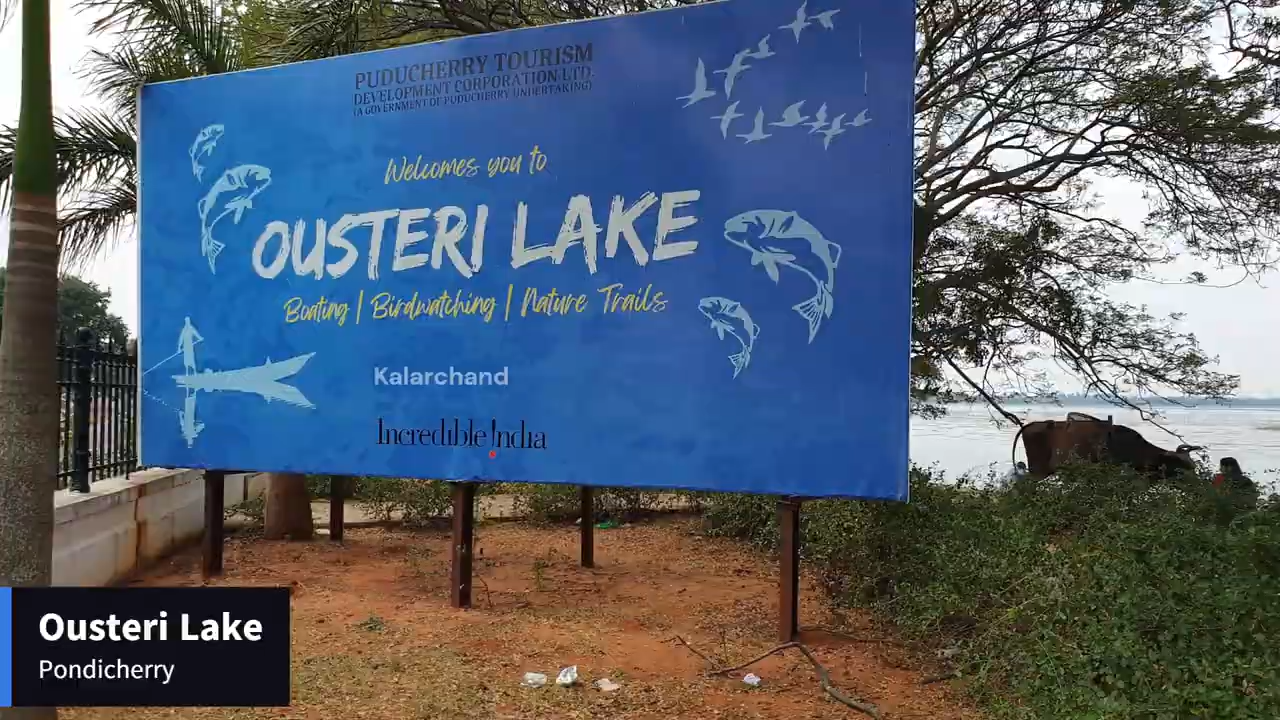 PUDUCHERRY TOURISM
DEVELOPMENT CORPORATION LTD.
(A GOVERNMENT OF PUDUCHERRY UNDERTAKING)
Welcomes you to
OUSTERI LAKE
Boating | Birdwatching | Nature Trails
Kalarchand
Incredible !ndia
Ousteri Lake
Pondicherry